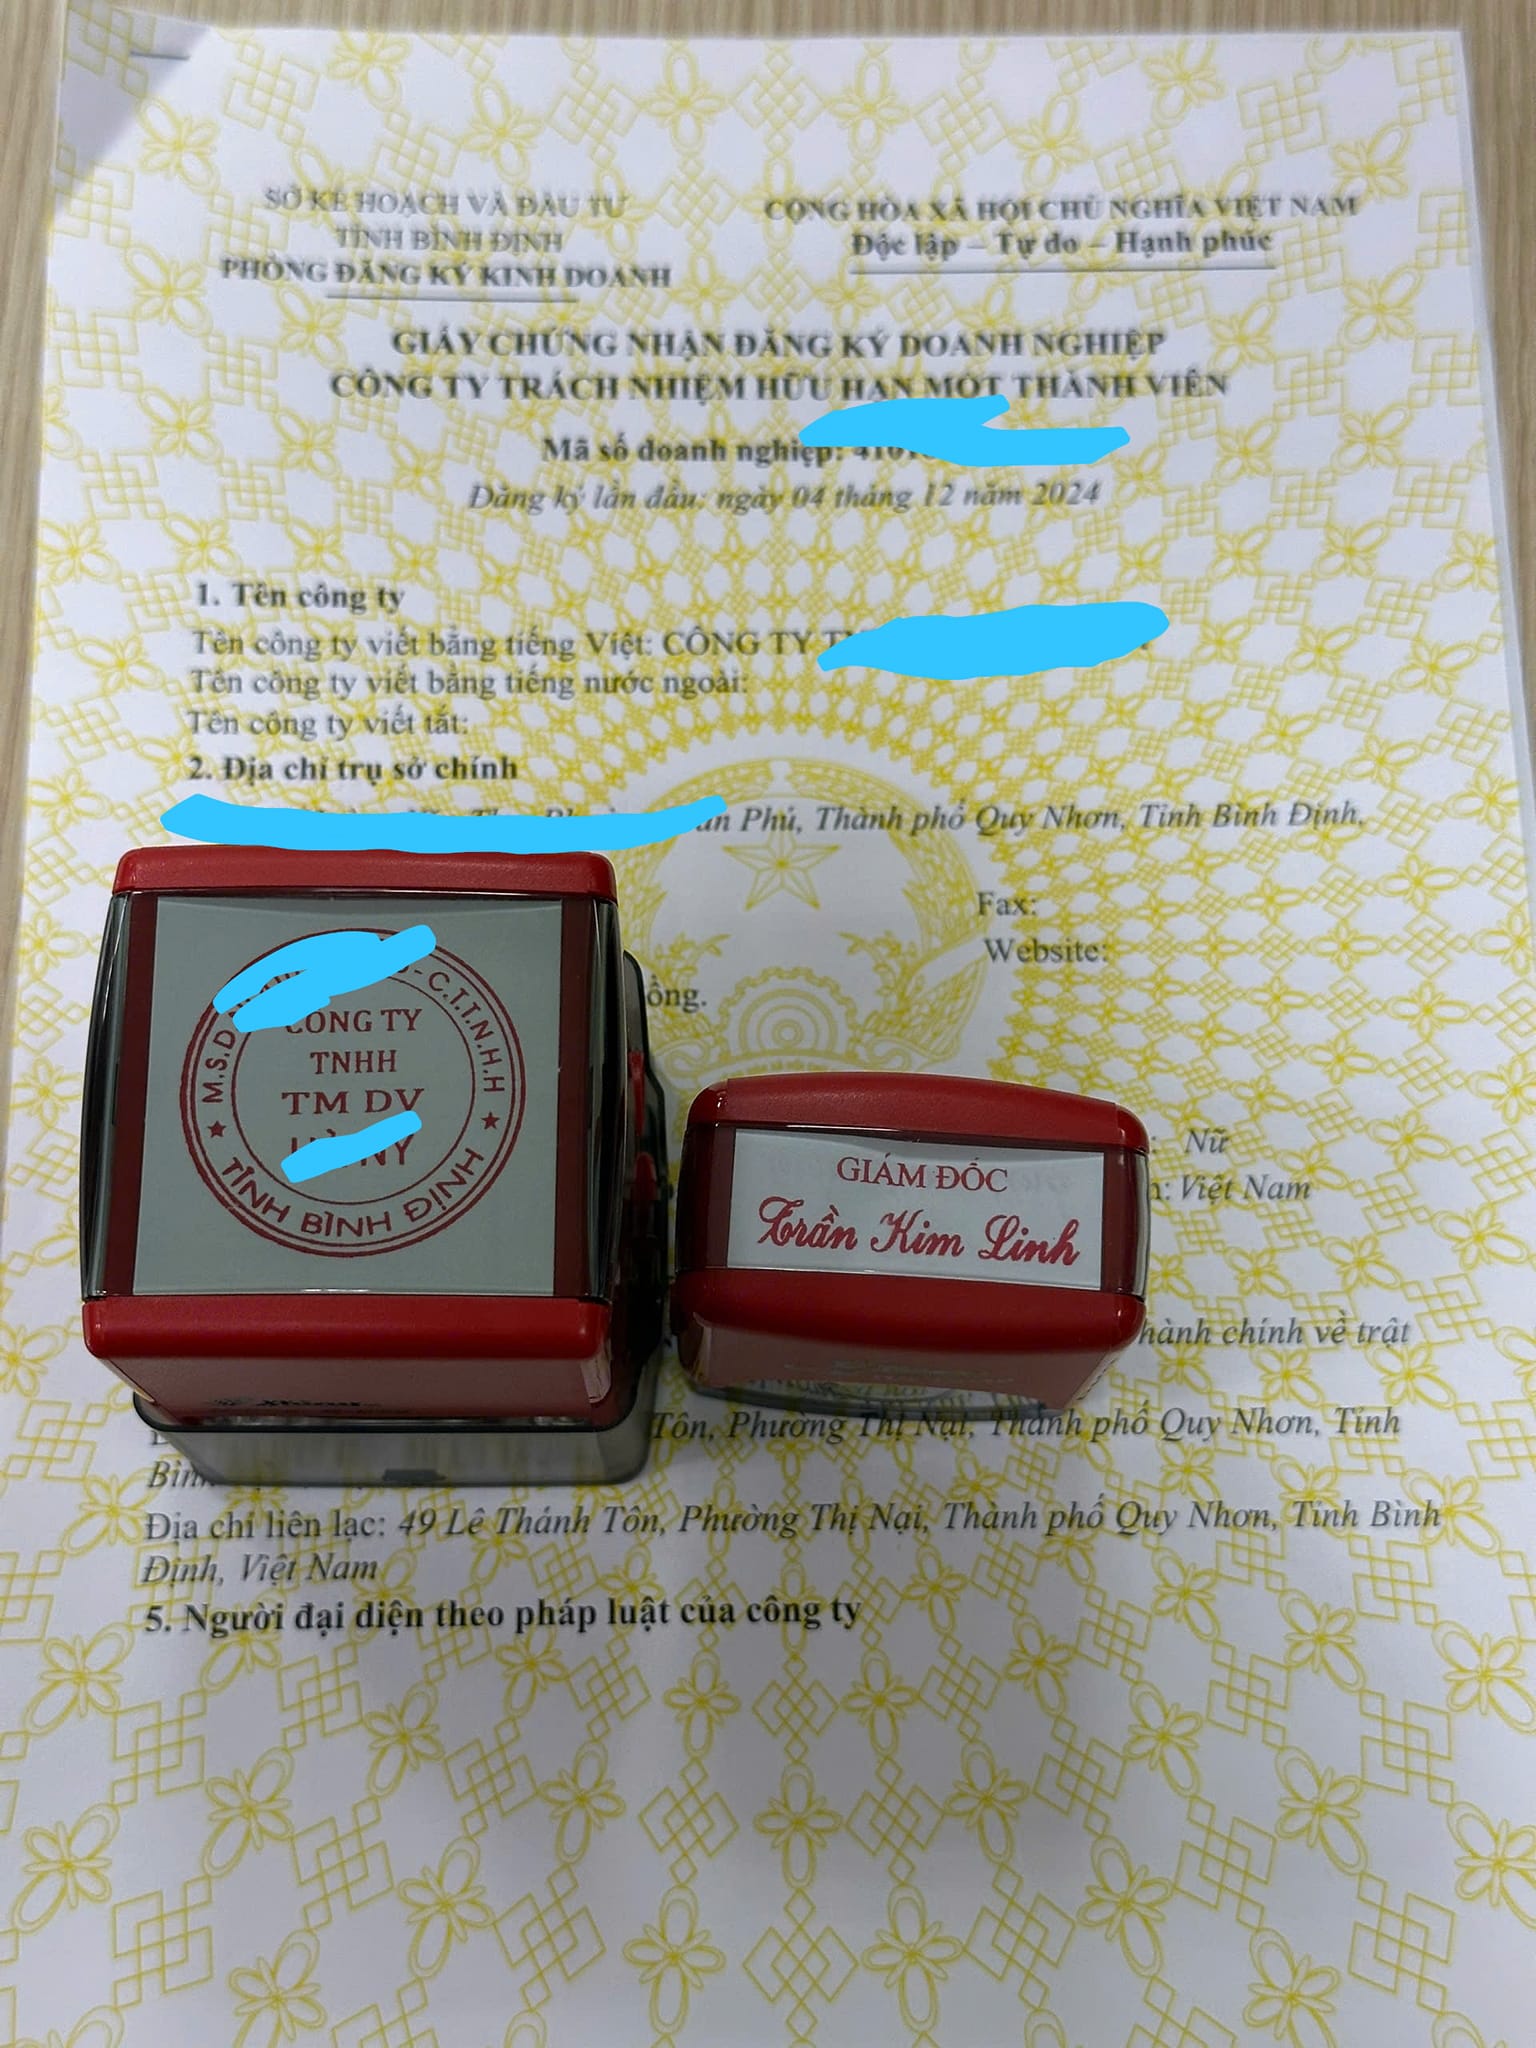 SỞ KẾ HOẠCH VÀ ĐẦU TƯ
TỈNH BÌNH ĐỊNH
PHÒNG ĐĂNG KÝ KINH DOANH
CỘNG HÒA XÃ HỘI CHỦ NGHĨA VIỆT NAM
Độc lập – Tự do – Hạnh phúc
GIẤY CHỨNG NHẬN ĐĂNG KÝ DOANH NGHIỆP
CÔNG TY TRÁCH NHIỆM HỮU HẠN MỘT THÀNH VIÊN
Mã số doanh nghiệp:
Đăng ký lần đầu: ngày 04 tháng 12 năm 2024
1. Tên công ty
Tên công ty viết bằng tiếng Việt: CÔNG TY
Tên công ty viết bằng tiếng nước ngoài:
Tên công ty viết tắt:
2. Địa chỉ trụ sở chính
Phú, Thành phố Quy Nhơn, Tỉnh Bình Định,
Fax:
Website:
M.S.D
C.T.T.N.H.H
CÔNG TY
TNHH
TM DV
TỈNH BÌNH ĐỊNH
Nữ
Việt Nam
GIÁM ĐỐC
Trần Kim Linh
hành chính về trật
Tôn, Phường Thị Nại, Thành phố Quy Nhơn, Tỉnh
Địa chỉ liên lạc: 49 Lê Thánh Tôn, Phường Thị Nại, Thành phố Quy Nhơn, Tỉnh Bình
Định, Việt Nam
5. Người đại diện theo pháp luật của công ty